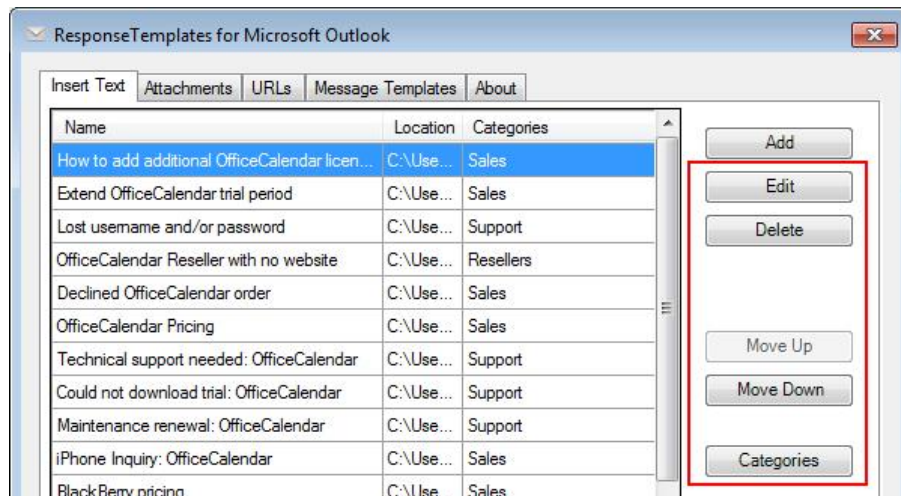 ResponseTemplates for Microsoft Outlook
Insert Text Attachments URLs Message Templates About
Name Location Categories
How to add additional OfficeCalendar licen... C:\Use... Sales
Extend OfficeCalendar trial period C:\Use... Sales
Lost username and/or password C:\Use... Support
OfficeCalendar Reseller with no website C:\Use... Resellers
Declined OfficeCalendar order C:\Use... Sales
OfficeCalendar Pricing C:\Use... Sales
Technical support needed: OfficeCalendar C:\Use... Support
Could not download trial: OfficeCalendar C:\Use... Support
Maintenance renewal: OfficeCalendar C:\Use... Support
iPhone Inquiry: OfficeCalendar C:\Use... Sales
BlackBerry pricing C:\Use... Sales
Add
Edit
Delete
Move Up
Move Down
Categories